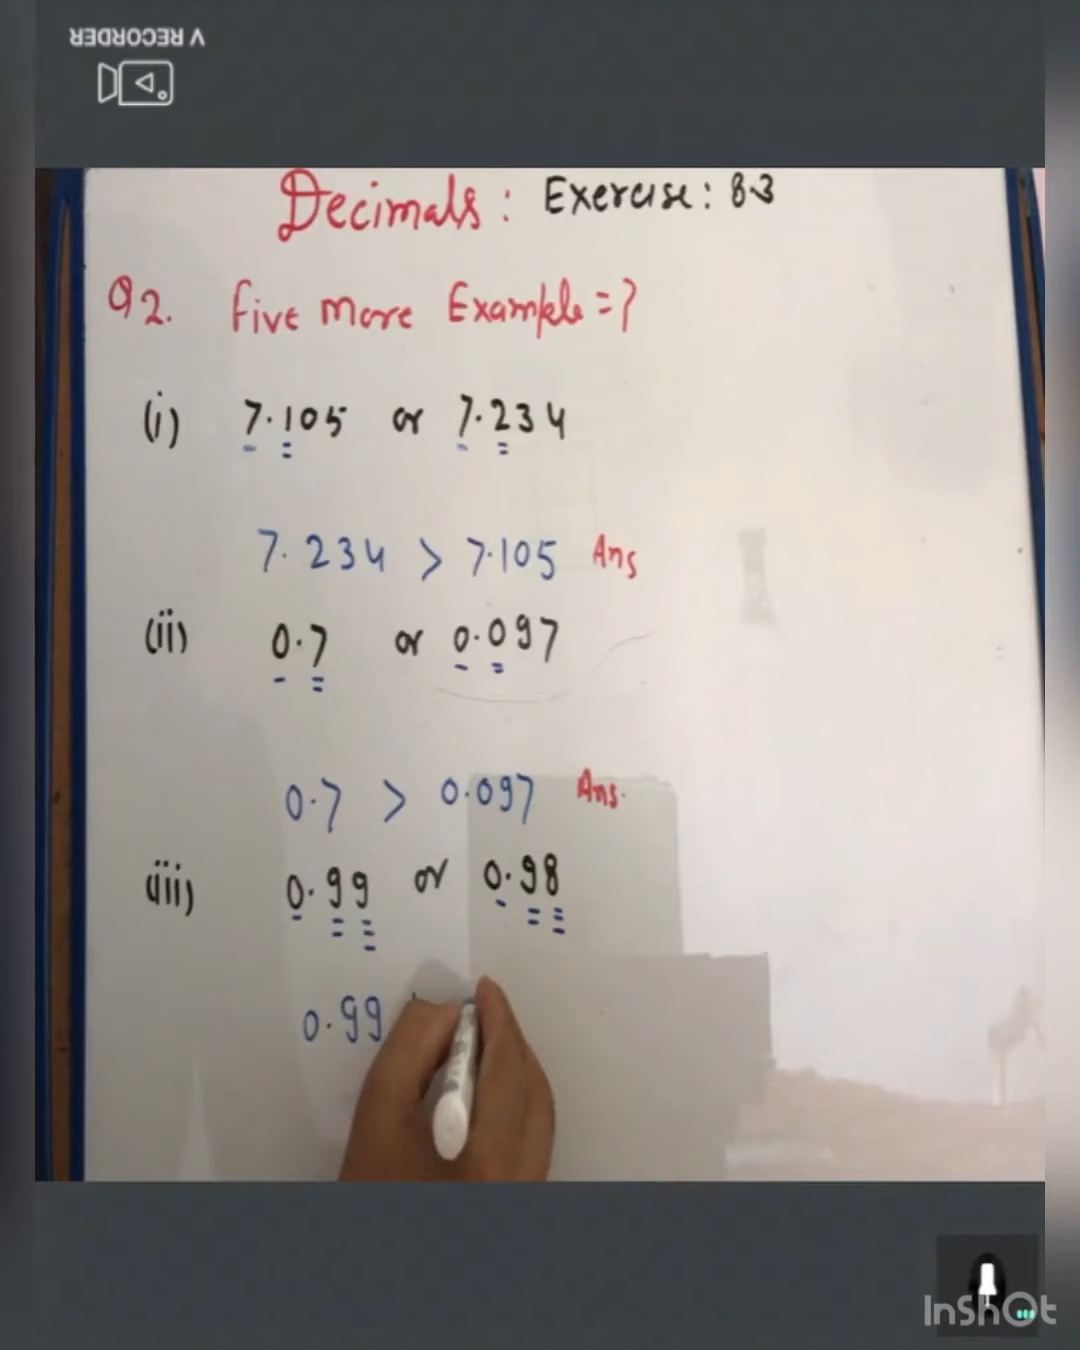 V RECORDER
Decimals: Exercise: 8.3
Q2. Five More Example = ?
(i) 7.105 or 7.234
7.234 > 7.105 Ans
(ii) 0.7 or 0.097
0.7 > 0.097 Ans.
(iii) 0.99 or 0.98
0.99
InShOt